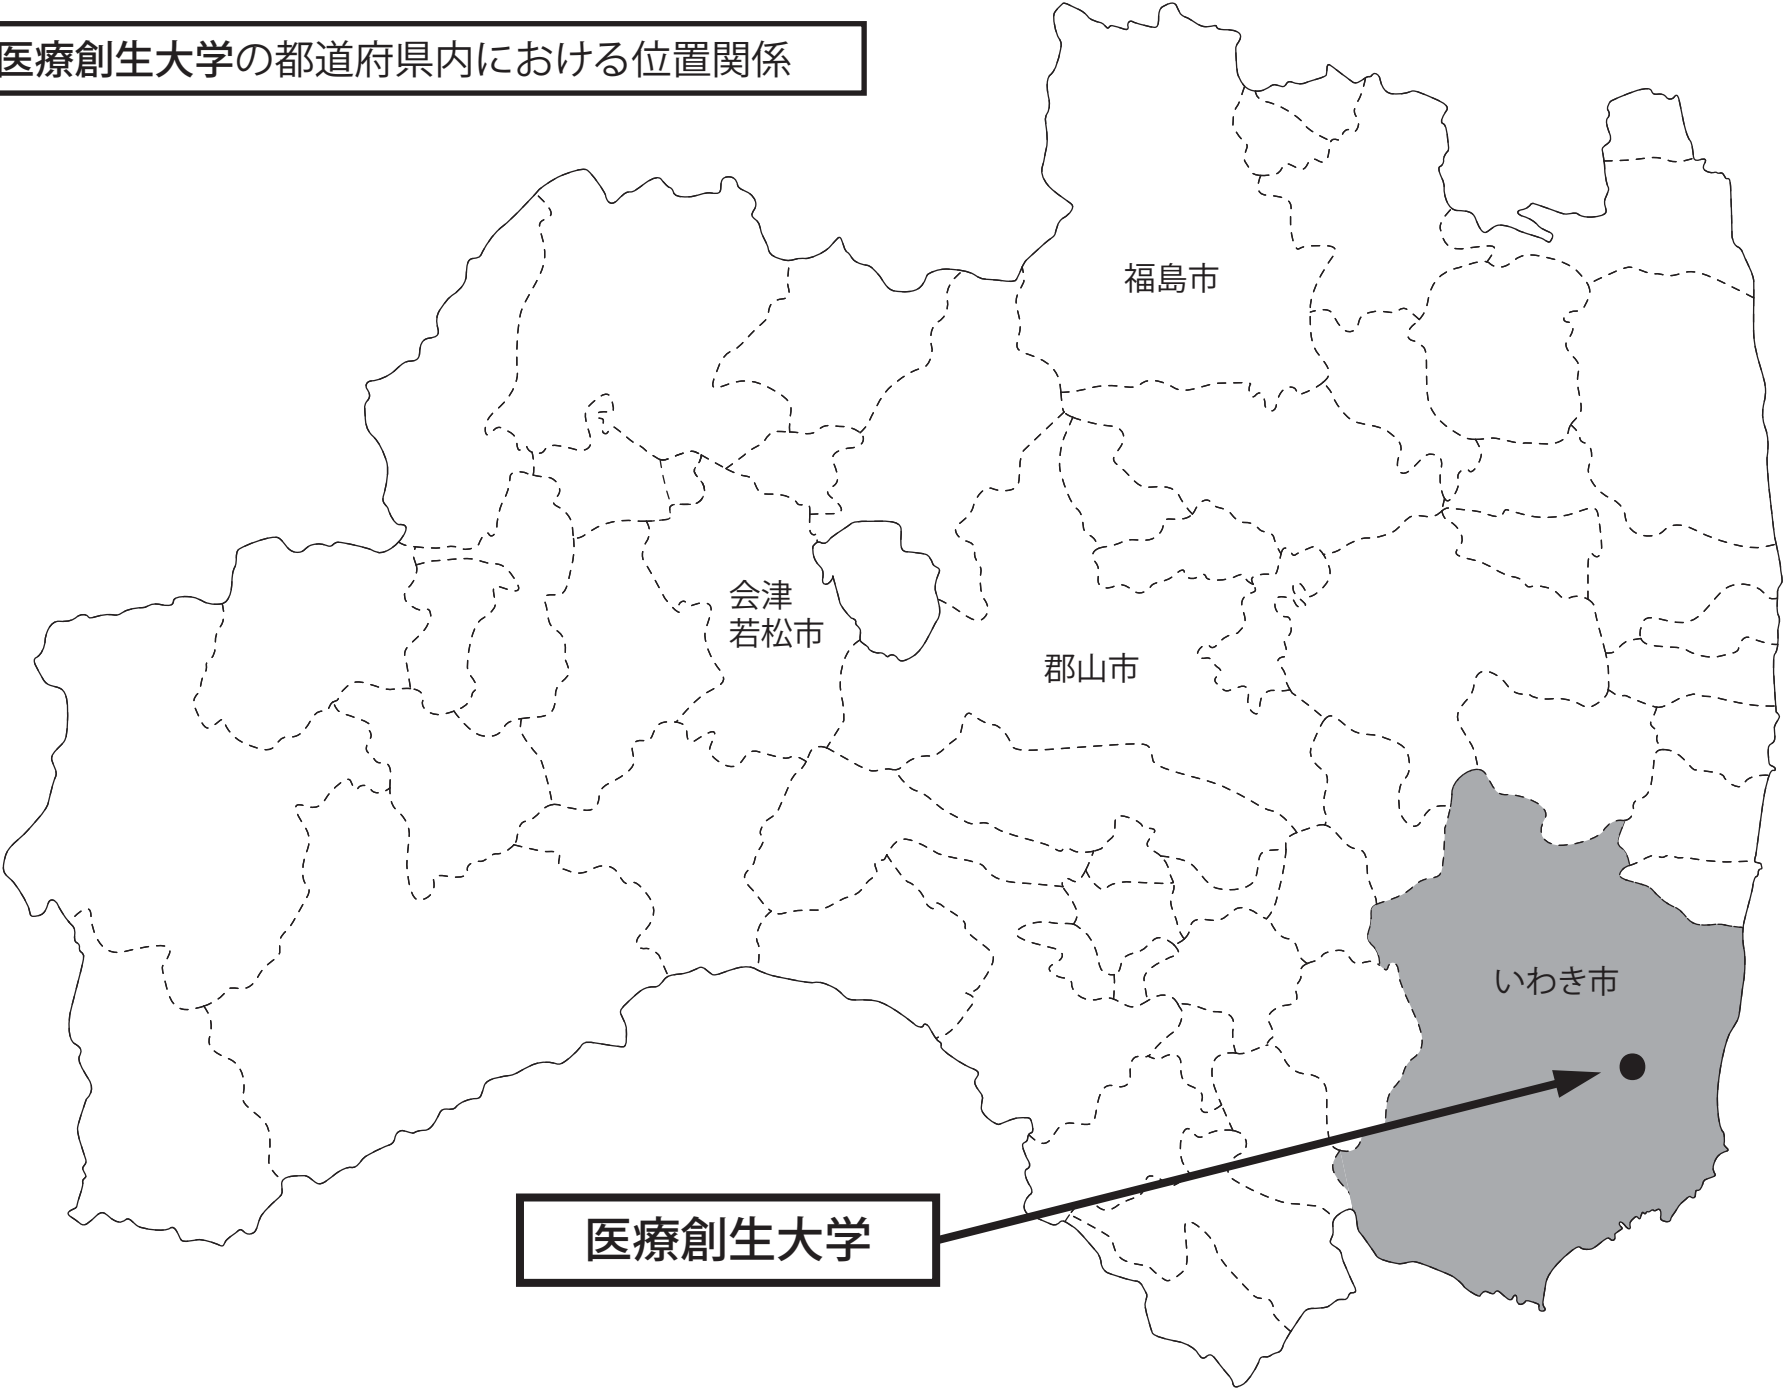 医療創生大学の都道府県内における位置関係
福島市
会津
若松市
郡山市
いわき市
医療創生大学